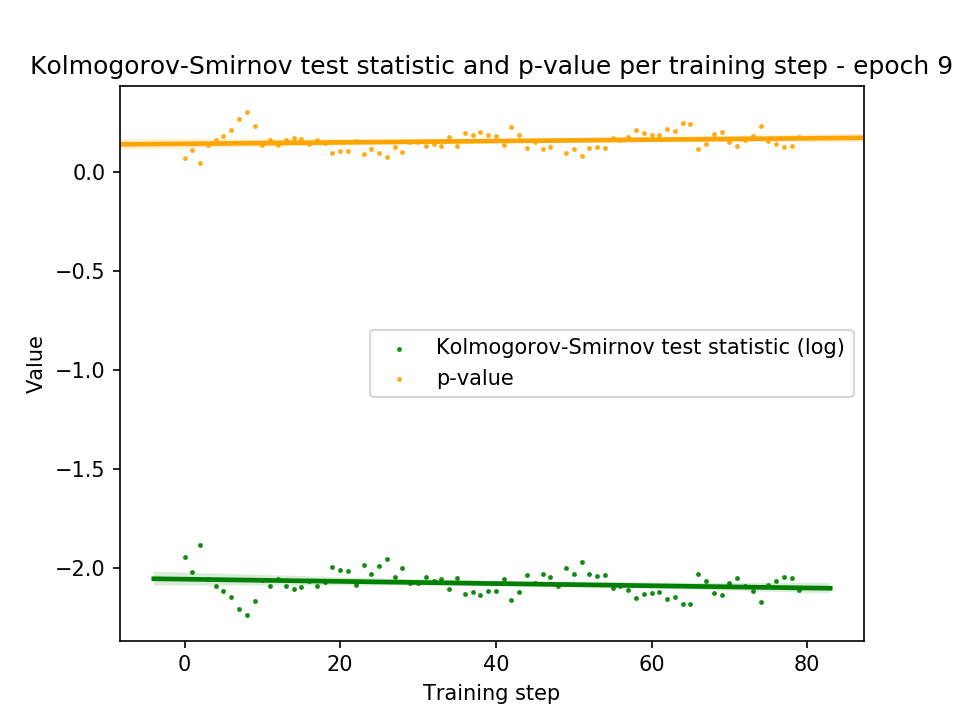 Kolmogorov-Smirnov test statistic and p-value per training step - epoch 9
0.0
−0.5
−1.0
−1.5
−2.0
Value
Kolmogorov-Smirnov test statistic (log)
p-value
0 20 40 60 80
Training step